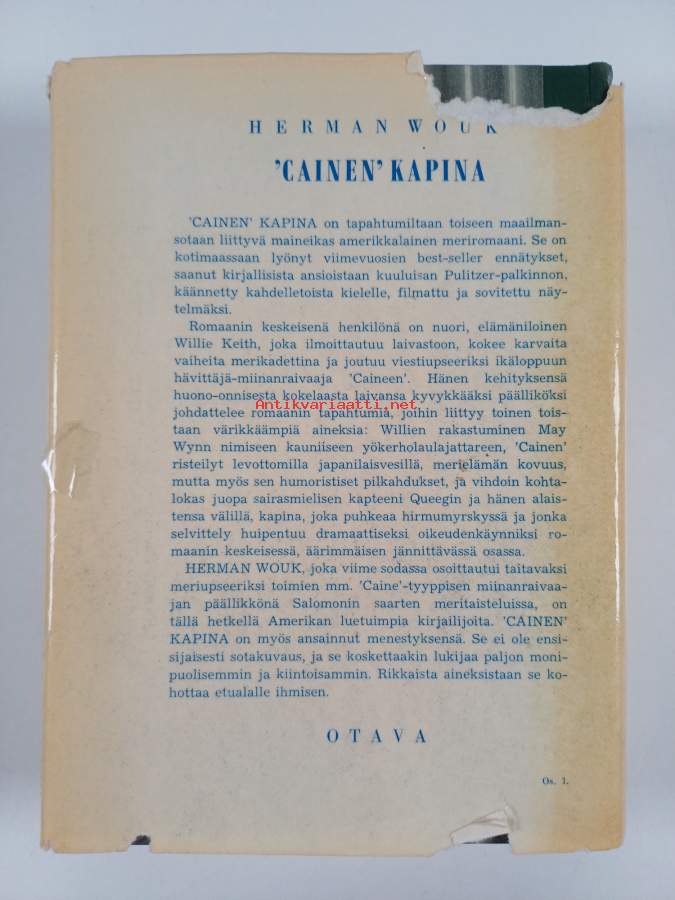 HERMAN WOUK
'CAINEN' KAPINA
'CAINEN' KAPINA on tapahtumiltaan toiseen maailman-
sotaan liittyvä maineikas amerikkalainen meriromaani. Se on
kotimaassaan lyönyt viimevuosien best-seller ennätykset,
saanut kirjallisista ansioistaan kuuluisan Pulitzer-palkinnon,
käännetty kahdelletoista kielelle, filmattu ja sovitettu näy-
telmäksi.
Romaanin keskeisenä henkilönä on nuori, elämäniloinen
Willie Keith, joka ilmoittautuu laivastoon, kokee karvaita
vaiheita merikadettina ja joutuu viestiupseeriksi ikäloppuun
hävittäjä-miinanraivaaja 'Caineen'. Hänen kehityksensä
huono-onnisesta kokelaasta laivansa kyvykkääksi päälliköksi
Antikvariaatti.net
johdattelee romaanin tapahtumia, joihin liittyy toinen tois-
taan värikkäämpiä aineksia: Willien rakastuminen May
Wynn nimiseen kauniiseen yökerholaulajattareen, 'Cainen'
risteilyt levottomilla japanilaisvesillä, merielämän kovuus,
mutta myös sen humoristiset pilkahdukset, ja vihdoin kohta-
lokas juopa sairasmielisen kapteeni Queegin ja hänen alais-
tensa välillä, kapina, joka puhkeaa hirmumyrskyssä ja jonka
selvittely huipentuu dramaattiseksi oikeudenkäynniksi ro-
maanin keskeisessä, äärimmäisen jännittävässä osassa.
HERMAN WOUK, joka viime sodassa osoittautui taitavaksi
meriupseeriksi toimien mm. 'Caine'-tyyppisen miinanraivaa-
jan päällikkönä Salomonin saarten meritaisteluissa, on
tällä hetkellä Amerikan luetuimpia kirjailijoita. 'CAINEN'
KAPINA on myös ansainnut menestyksensä. Se ei ole ensi-
sijaisesti sotakuvaus, ja se koskettaakin lukijaa paljon moni-
puolisemmin ja kiintoisammin. Rikkaista aineksistaan se ko-
hottaa etualalle ihmisen.
OTAVA
Os. 1.